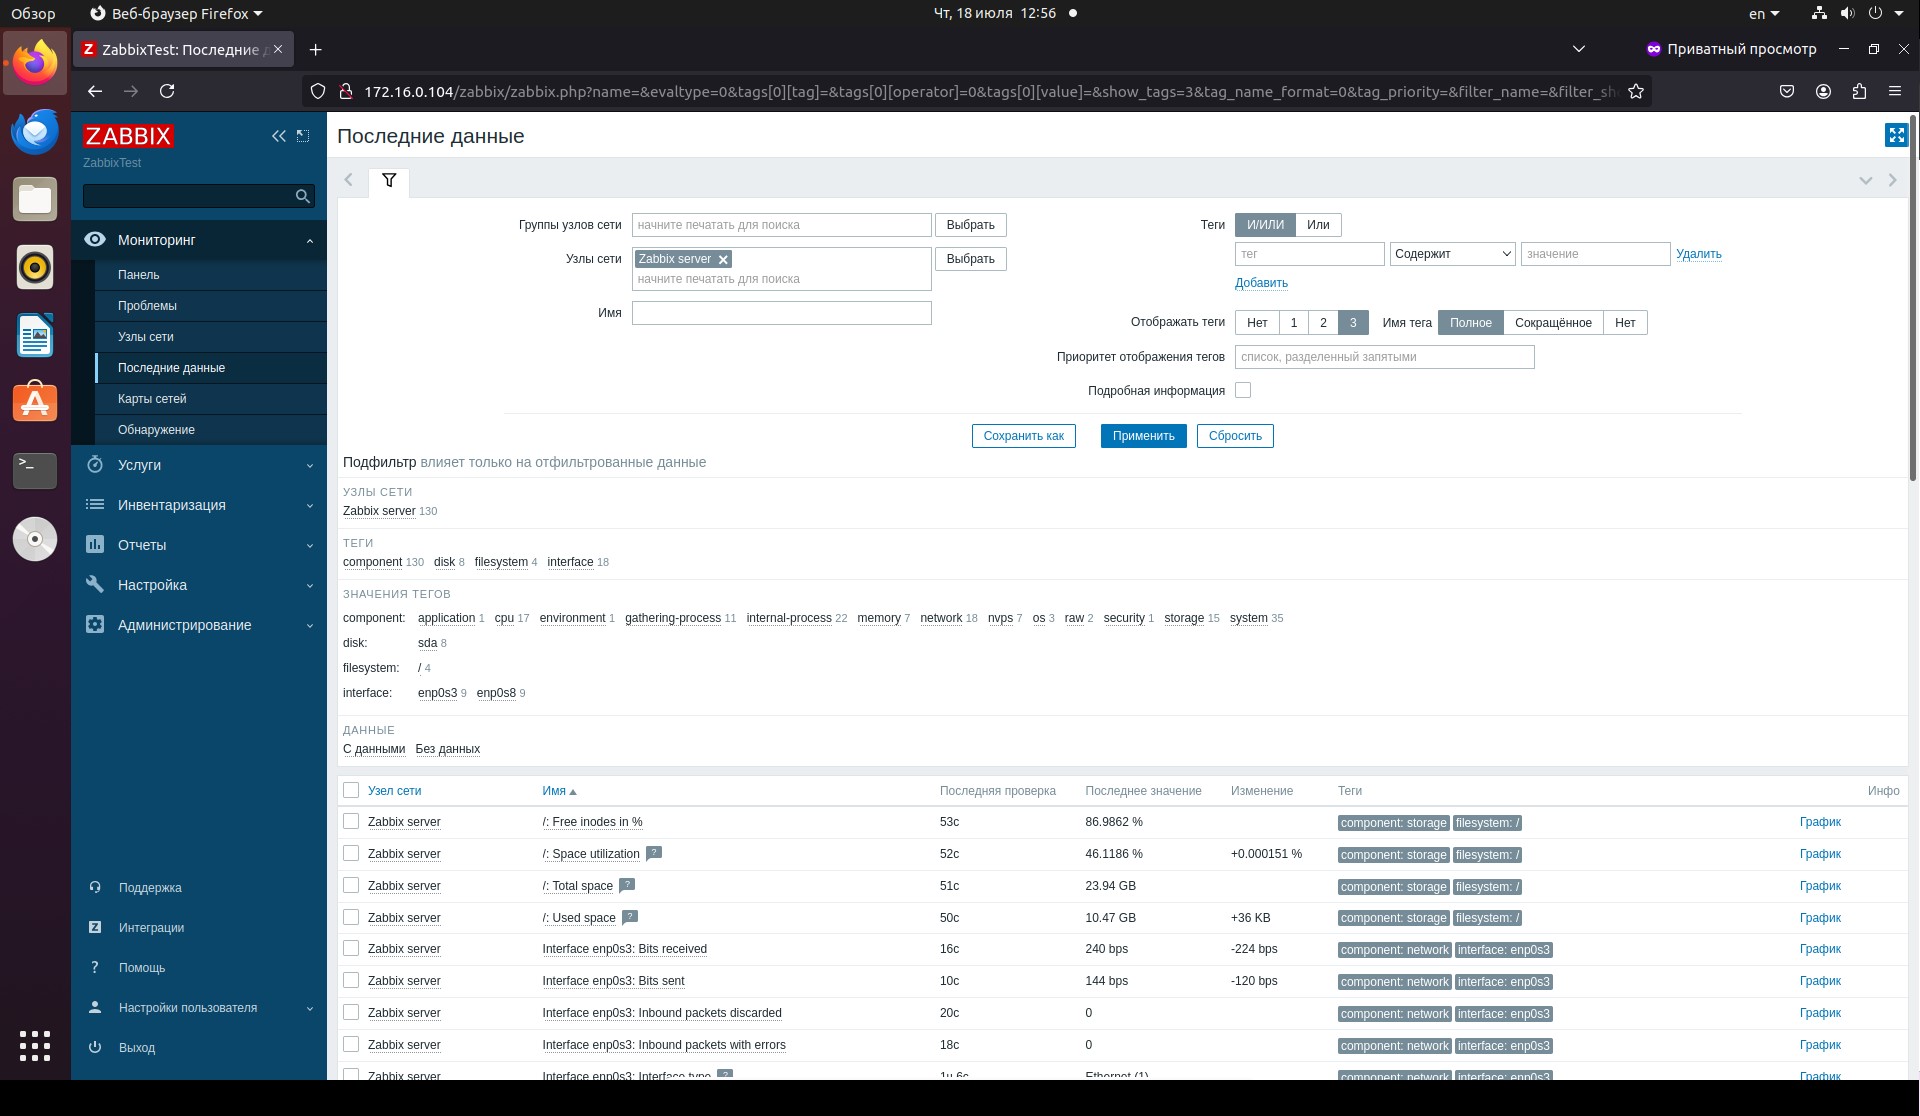 Обзор Веб-браузер Firefox Чт, 18 июля 12:56 en
ZabbixTest: Последние д Приватный просмотр
172.16.0.104/zabbix/zabbix.php?name=&evaltype=0&tags[0][tag]=&tags[0][operator]=0&tags[0][value]=&show_tags=3&tag_name_format=0&tag_priority=&filter_name=&filter_sh
ZABBIX
ZabbixTest
Мониторинг
Панель
Проблемы
Узлы сети
Последние данные
Карты сетей
Обнаружение
Услуги
Инвентаризация
Отчеты
Настройка
Администрирование
Поддержка
Интеграции
Помощь
Настройки пользователя
Выход
Последние данные
Группы узлов сети начните печатать для поиска Выбрать
Узлы сети Zabbix server Выбрать
начните печатать для поиска
Имя
Теги И/ИЛИ Или
тег Содержит значение Удалить
Добавить
Отображать теги Нет 1 2 3 Имя тега Полное Сокращённое Нет
Приоритет отображения тегов список, разделенный запятыми
Подробная информация
Сохранить как Применить Сбросить
Подфильтр влияет только на отфильтрованные данные
УЗЛЫ СЕТИ
Zabbix server 130
ТЕГИ
component 130 disk 8 filesystem 4 interface 18
ЗНАЧЕНИЯ ТЕГОВ
component: application 1 cpu 17 environment 1 gathering-process 11 internal-process 22 memory 7 network 18 nvps 7 os 3 raw 2 security 1 storage 15 system 35
disk: sda 8
filesystem: / 4
interface: enp0s3 9 enp0s8 9
ДАННЫЕ
С данными Без данных
Узел сети Имя Последняя проверка Последнее значение Изменение Теги Инфо
Zabbix server /: Free inodes in % 53с 86.9862 % component: storage filesystem: / График
Zabbix server /: Space utilization ? 52с 46.1186 % +0.000151 % component: storage filesystem: / График
Zabbix server /: Total space ? 51с 23.94 GB component: storage filesystem: / График
Zabbix server /: Used space ? 50с 10.47 GB +36 KB component: storage filesystem: / График
Zabbix server Interface enp0s3: Bits received 16с 240 bps -224 bps component: network interface: enp0s3 График
Zabbix server Interface enp0s3: Bits sent 10с 144 bps -120 bps component: network interface: enp0s3 График
Zabbix server Interface enp0s3: Inbound packets discarded 20с 0 component: network interface: enp0s3 График
Zabbix server Interface enp0s3: Inbound packets with errors 18с 0 component: network interface: enp0s3 График
Zabbix server Interface enp0s3: Interface type ? 1ч 6с Ethernet (1) component: network interface: enp0s3 График